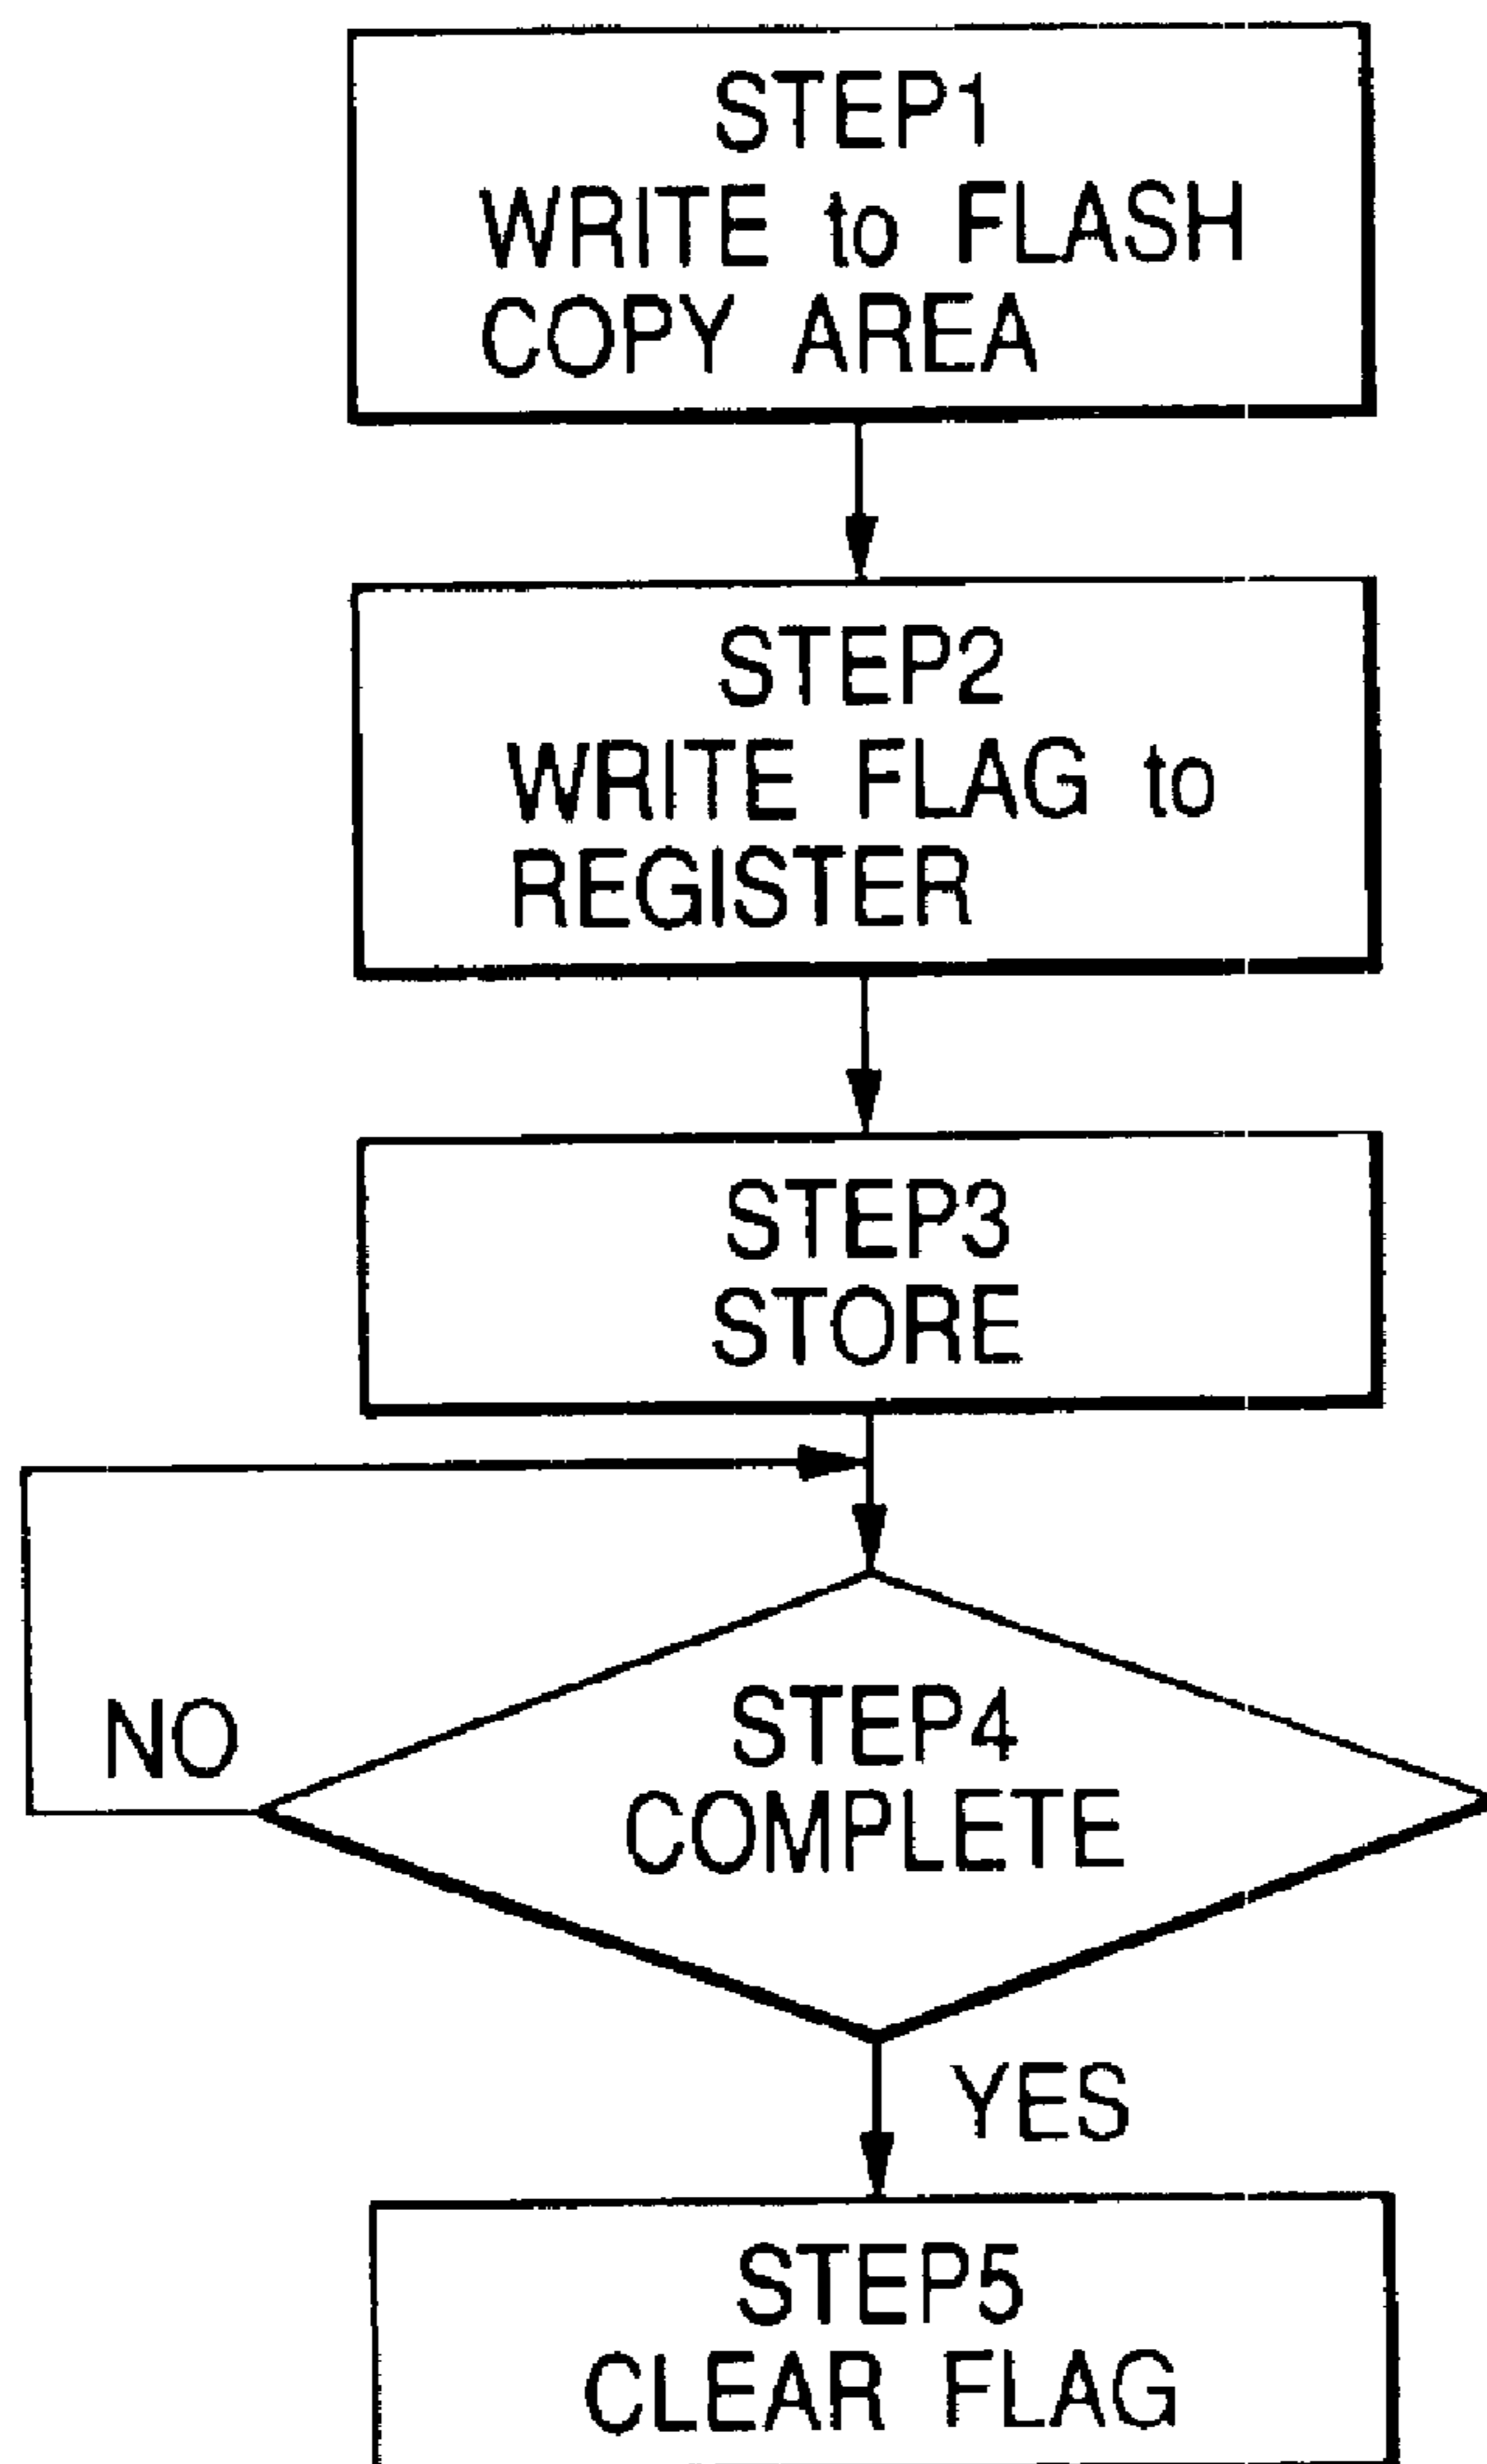 STEP1
WRITE to FLASH
COPY AREA
STEP2
WRITE FLAG to
REGISTER
STEP3
STORE
NO
STEP4
COMPLETE
YES
STEP5
CLEAR FLAG